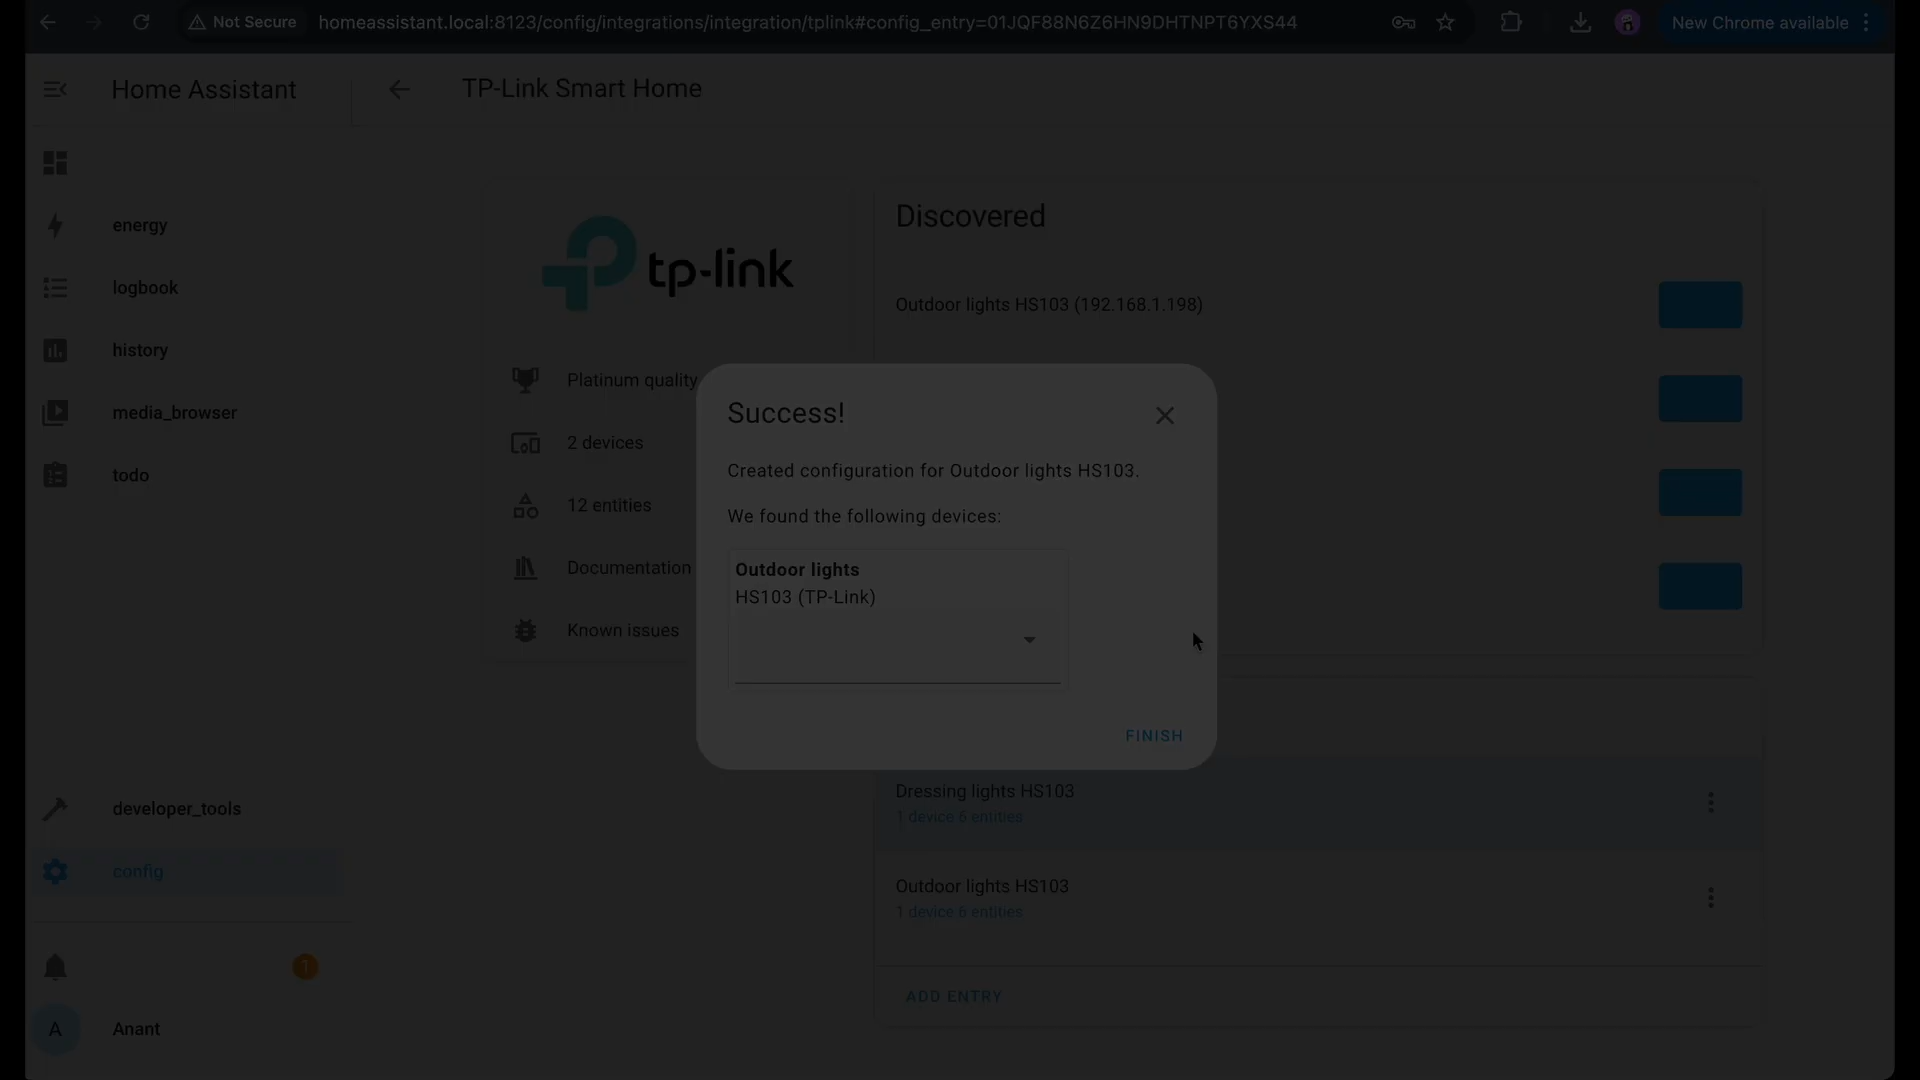 Not Secure
homeassistant.local:8123/config/integrations/integration/tplink#config_entry=01JQF88N6Z6HN9DHTNPT6YXS44
New Chrome available
Home Assistant
TP-Link Smart Home
energy
logbook
history
media_browser
todo
developer_tools
config
1
A
Anant
tp-link
Platinum quality
2 devices
12 entities
Documentation
Known issues
Discovered
Outdoor lights HS103 (192.168.1.198)
Success!
Created configuration for Outdoor lights HS103.
We found the following devices:
Outdoor lights
HS103 (TP-Link)
FINISH
Dressing lights HS103
1 device 6 entities
Outdoor lights HS103
1 device 6 entities
ADD ENTRY